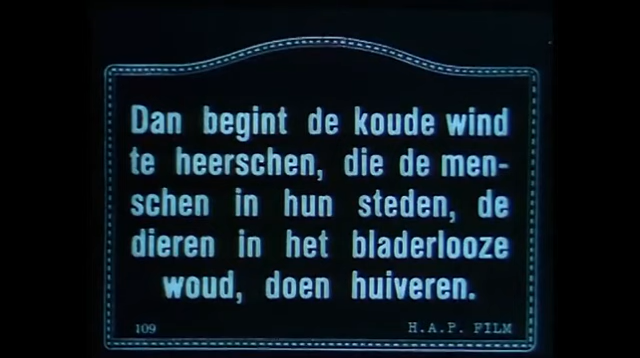 Dan begint de koude wind
te heerschen, die de men-
schen in hun steden, de
dieren in het bladerlooze
woud, doen huiveren.
109
H.A.P. FILM